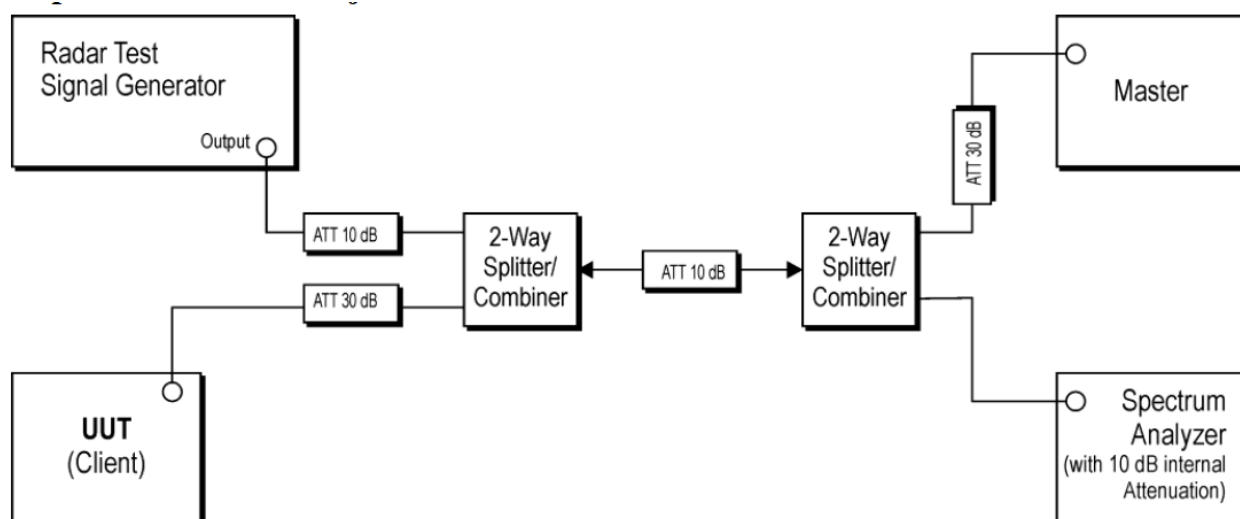 Radar Test
Signal Generator
Output
ATT 10 dB
ATT 30 dB
UUT
(Client)
2-Way
Splitter/
Combiner
ATT 10 dB
2-Way
Splitter/
Combiner
ATT 30 dB
Master
Spectrum
Analyzer
(with 10 dB internal
Attenuation)